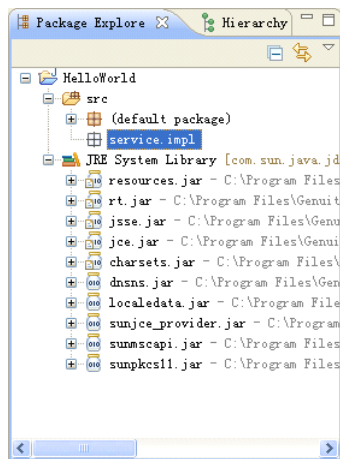 Package Explore
Hierarchy
HelloWorld
src
(default package)
service.impl
JRE System Library [com.sun.java.jd
resources.jar - C:\Program Files
rt.jar - C:\Program Files\Genuit
jsse.jar - C:\Program Files\Genu
jce.jar - C:\Program Files\Genui
charsets.jar - C:\Program Files\
dnsns.jar - C:\Program Files\Gen
localedata.jar - C:\Program File
sunjce_provider.jar - C:\Program
sunmscapi.jar - C:\Program Files
sunpkcs11.jar - C:\Program Files